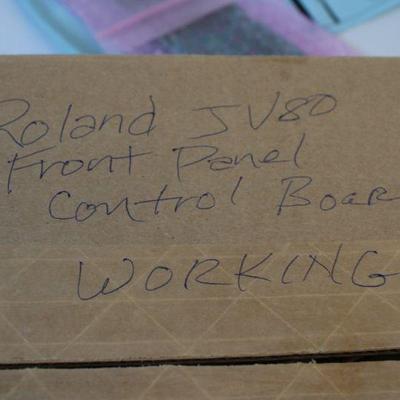 Roland JV80
Front Panel
Control Boar
WORKING